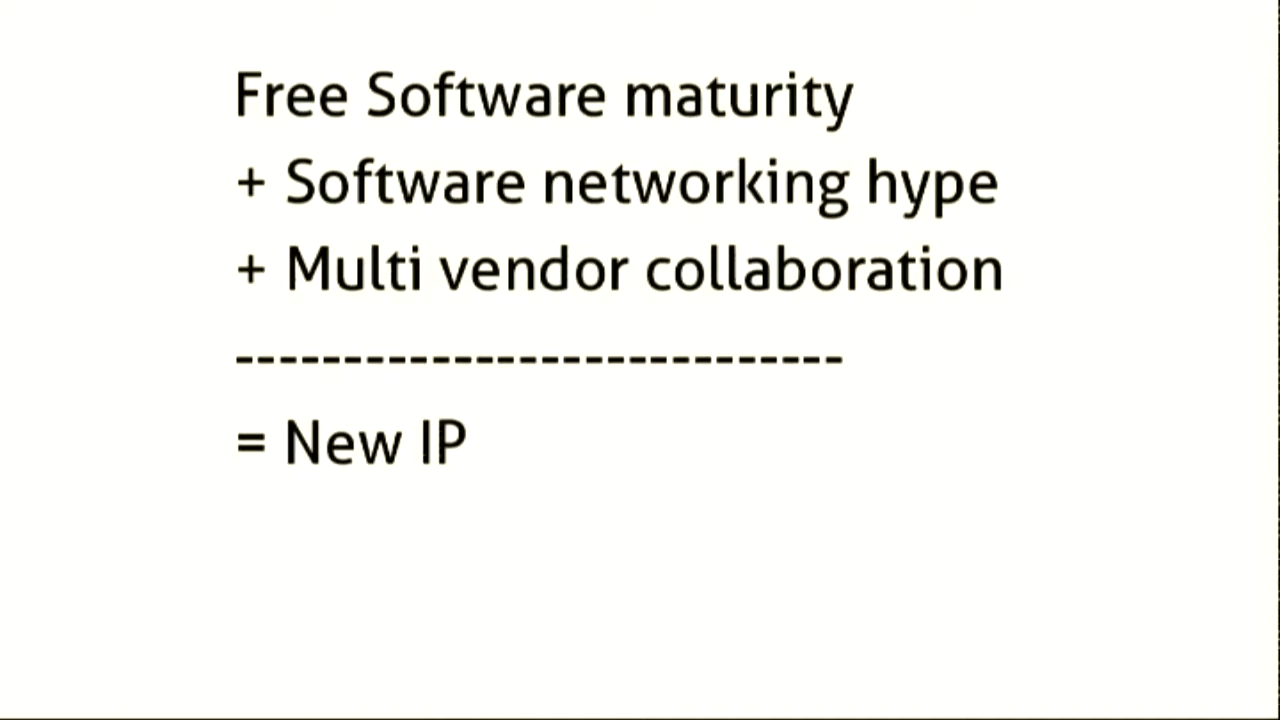 Free Software maturity
+ Software networking hype
+ Multi vendor collaboration
----------------------------
= New IP